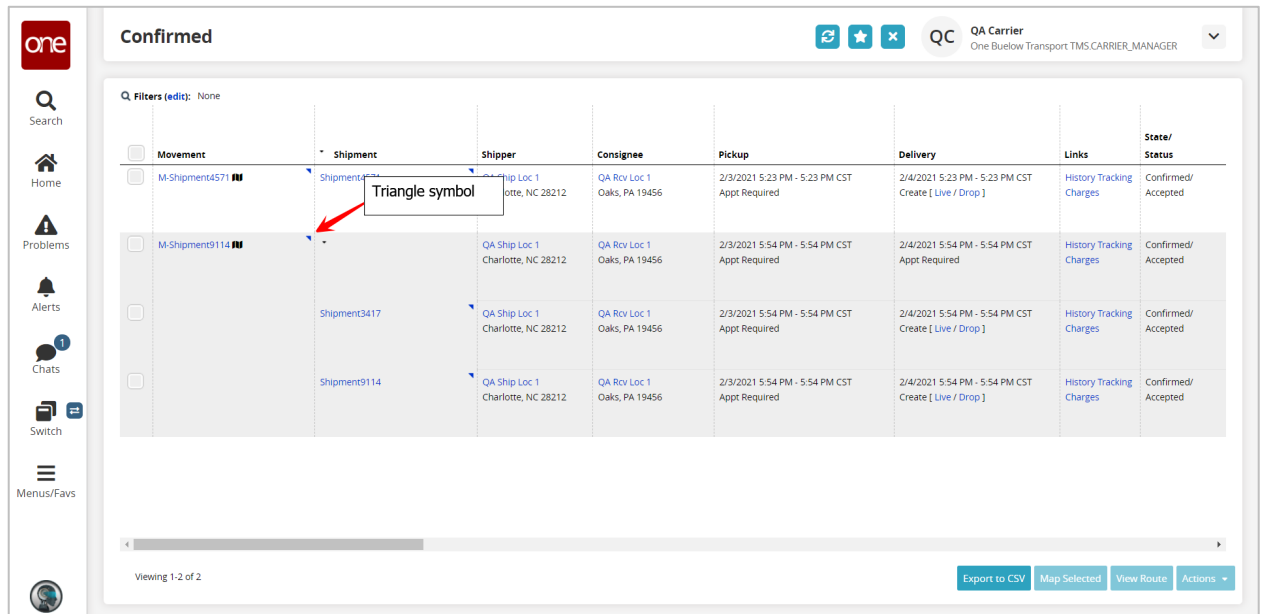 one
Confirmed
QC
QA Carrier
One Buelow Transport TMS.CARRIER_MANAGER
Search
Home
Problems
Alerts
1
Chats
Switch
Menus/Favs
Filters (edit): None
Movement
Shipment
Shipper
Consignee
Pickup
Delivery
Links
State/
Status
M-Shipment4571
QA Rcv Loc 1
Oaks, PA 19456
2/3/2021 5:23 PM - 5:23 PM CST
Appt Required
2/4/2021 5:23 PM - 5:23 PM CST
Create [ Live / Drop ]
History Tracking
Charges
Confirmed/
Accepted
Triangle symbol
Ship Loc 1
NC 28212
M-Shipment9114
QA Ship Loc 1
Charlotte, NC 28212
QA Rcv Loc 1
Oaks, PA 19456
2/3/2021 5:54 PM - 5:54 PM CST
Appt Required
2/4/2021 5:54 PM - 5:54 PM CST
Appt Required
History Tracking
Charges
Confirmed/
Accepted
Shipment3417
QA Ship Loc 1
Charlotte, NC 28212
QA Rcv Loc 1
Oaks, PA 19456
2/3/2021 5:54 PM - 5:54 PM CST
Appt Required
2/4/2021 5:54 PM - 5:54 PM CST
Create [ Live / Drop ]
History Tracking
Charges
Confirmed/
Accepted
Shipment9114
QA Ship Loc 1
Charlotte, NC 28212
QA Rcv Loc 1
Oaks, PA 19456
2/3/2021 5:54 PM - 5:54 PM CST
Appt Required
2/4/2021 5:54 PM - 5:54 PM CST
Create [ Live / Drop ]
History Tracking
Charges
Confirmed/
Accepted
Viewing 1-2 of 2
Export to CSV
Map Selected
View Route
Actions